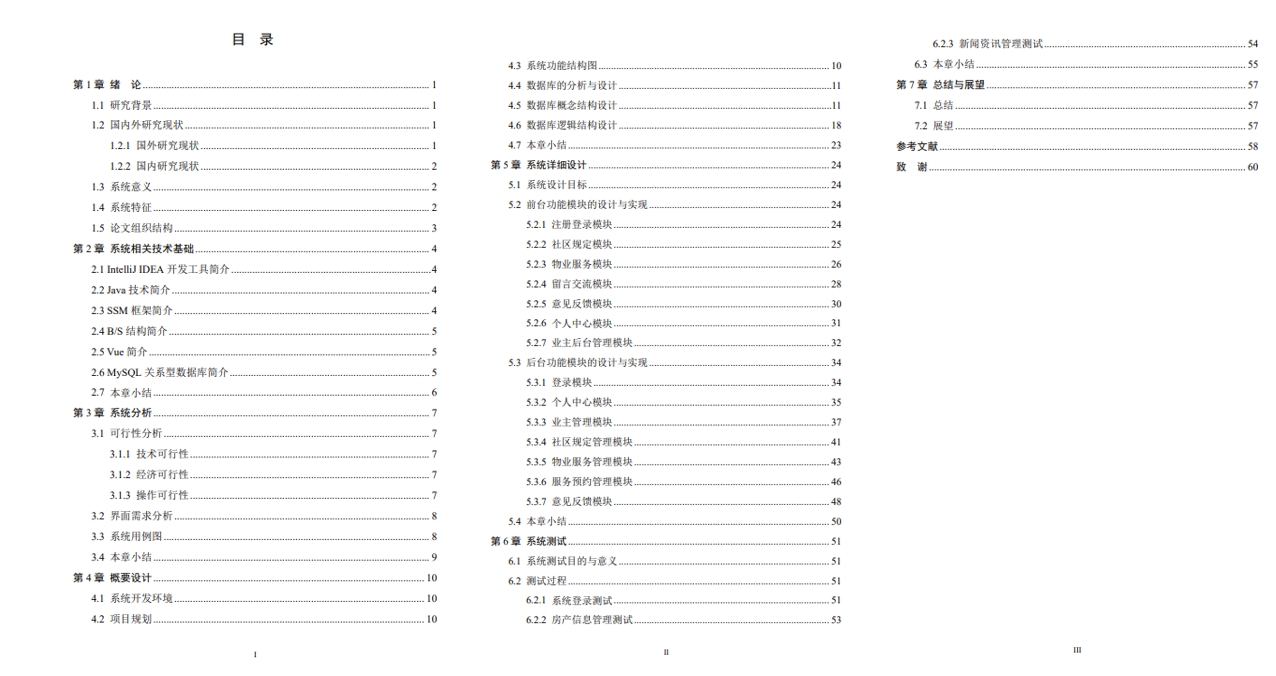 目 录
第 1 章 绪 论 1
1.1 研究背景 1
1.2 国内外研究现状 1
1.2.1 国外研究现状 1
1.2.2 国内研究现状 2
1.3 系统意义 2
1.4 系统特征 2
1.5 论文组织结构 3
第 2 章 系统相关技术基础 4
2.1 IntelliJ IDEA 开发工具简介 4
2.2 Java 技术简介 4
2.3 SSM 框架简介 4
2.4 B/S 结构简介 5
2.5 Vue 简介 5
2.6 MySQL 关系型数据库简介 5
2.7 本章小结 6
第 3 章 系统分析 7
3.1 可行性分析 7
3.1.1 技术可行性 7
3.1.2 经济可行性 7
3.1.3 操作可行性 7
3.2 界面需求分析 8
3.3 系统用例图 8
3.4 本章小结 9
第 4 章 概要设计 10
4.1 系统开发环境 10
4.2 项目规划 10
I
4.3 系统功能结构图 10
4.4 数据库的分析与设计 11
4.5 数据库概念结构设计 11
4.6 数据库逻辑结构设计 18
4.7 本章小结 23
第 5 章 系统详细设计 24
5.1 系统设计目标 24
5.2 前台功能模块的设计与实现 24
5.2.1 注册登录模块 24
5.2.2 社区规定模块 25
5.2.3 物业服务模块 26
5.2.4 留言交流模块 28
5.2.5 意见反馈模块 30
5.2.6 个人中心模块 31
5.2.7 业主后台管理模块 32
5.3 后台功能模块的设计与实现 34
5.3.1 登录模块 34
5.3.2 个人中心模块 35
5.3.3 业主管理模块 37
5.3.4 社区规定管理模块 41
5.3.5 物业服务管理模块 43
5.3.6 服务预约管理模块 46
5.3.7 意见反馈模块 48
5.4 本章小结 50
第 6 章 系统测试 51
6.1 系统测试目的与意义 51
6.2 测试过程 51
6.2.1 系统登录测试 51
6.2.2 房产信息管理测试 53
II
6.2.3 新闻资讯管理测试 54
6.3 本章小结 55
第 7 章 总结与展望 57
7.1 总结 57
7.2 展望 57
参考文献 58
致 谢 60
III